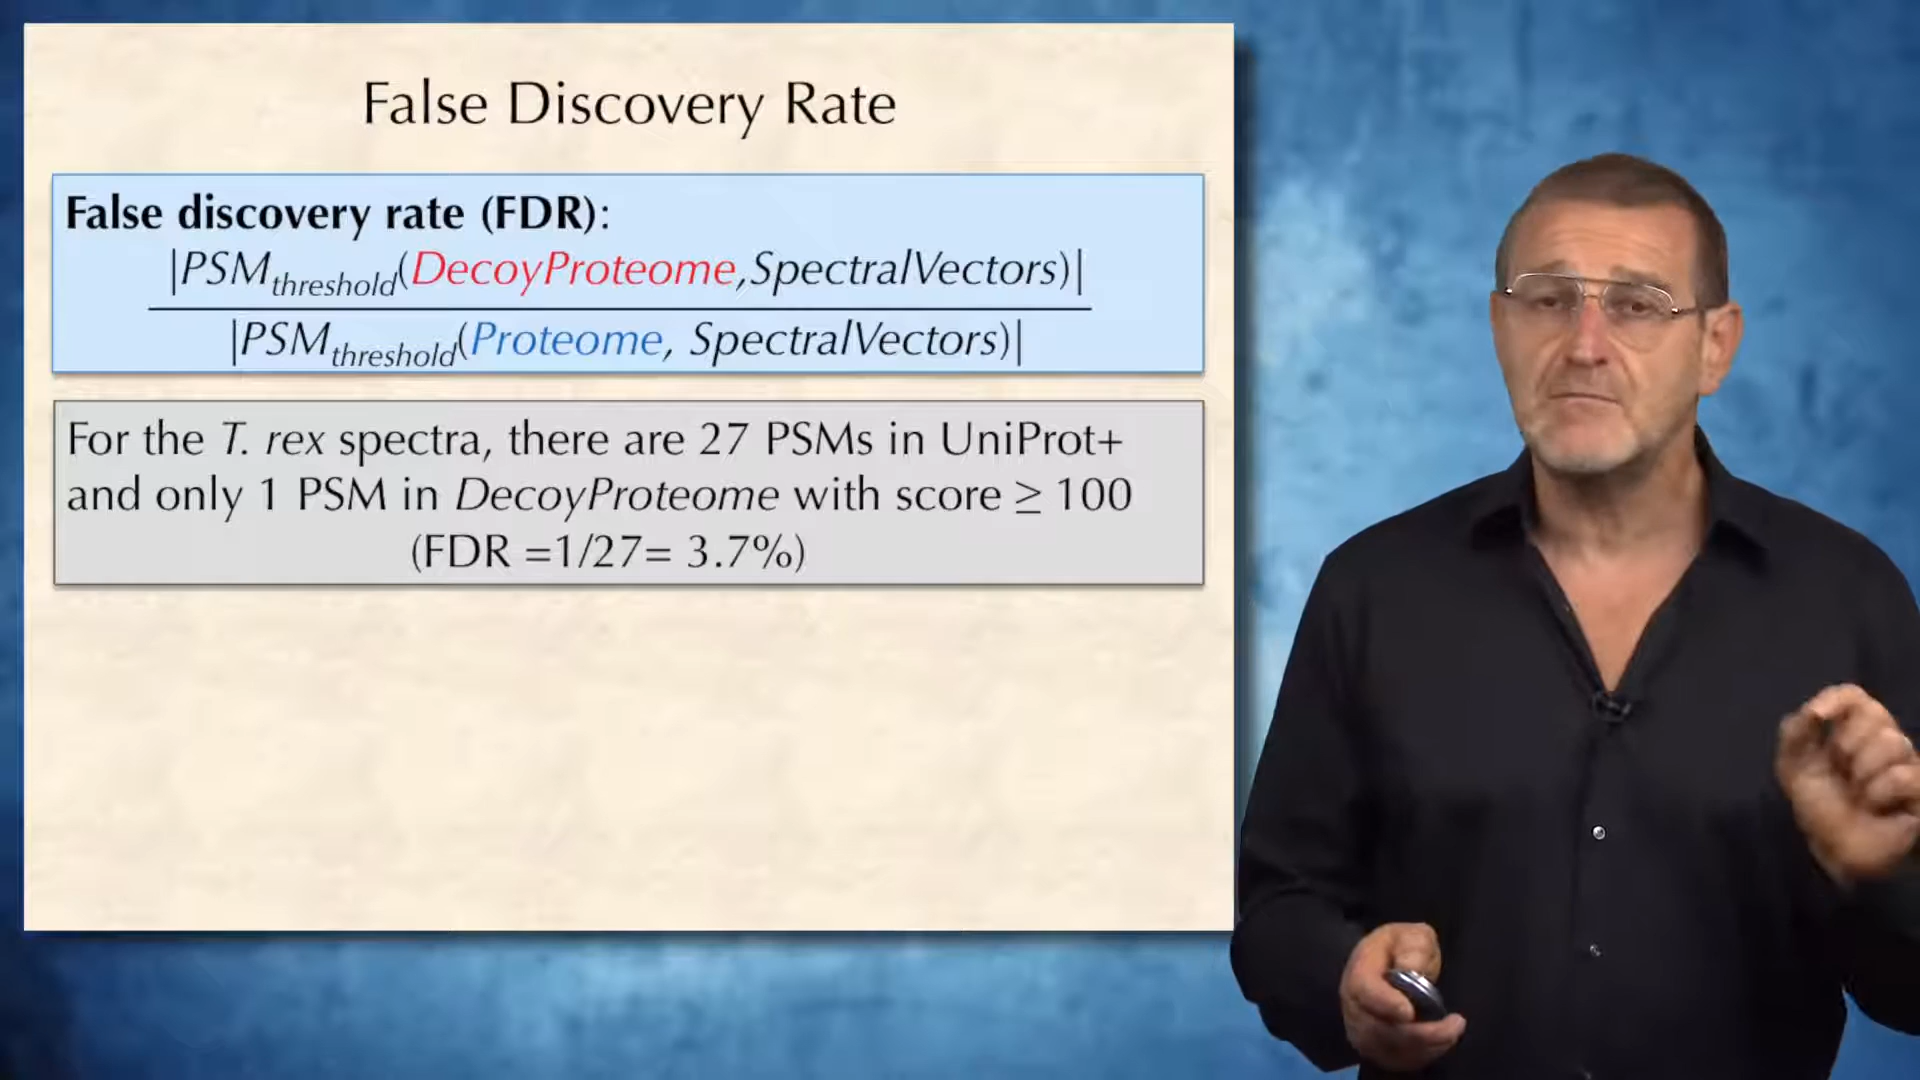 False Discovery Rate
False discovery rate (FDR):
|PSMthreshold(DecoyProteome,SpectralVectors)|
|PSMthreshold(Proteome, SpectralVectors)|
For the T. rex spectra, there are 27 PSMs in UniProt+
and only 1 PSM in DecoyProteome with score ≥ 100
(FDR =1/27= 3.7%)